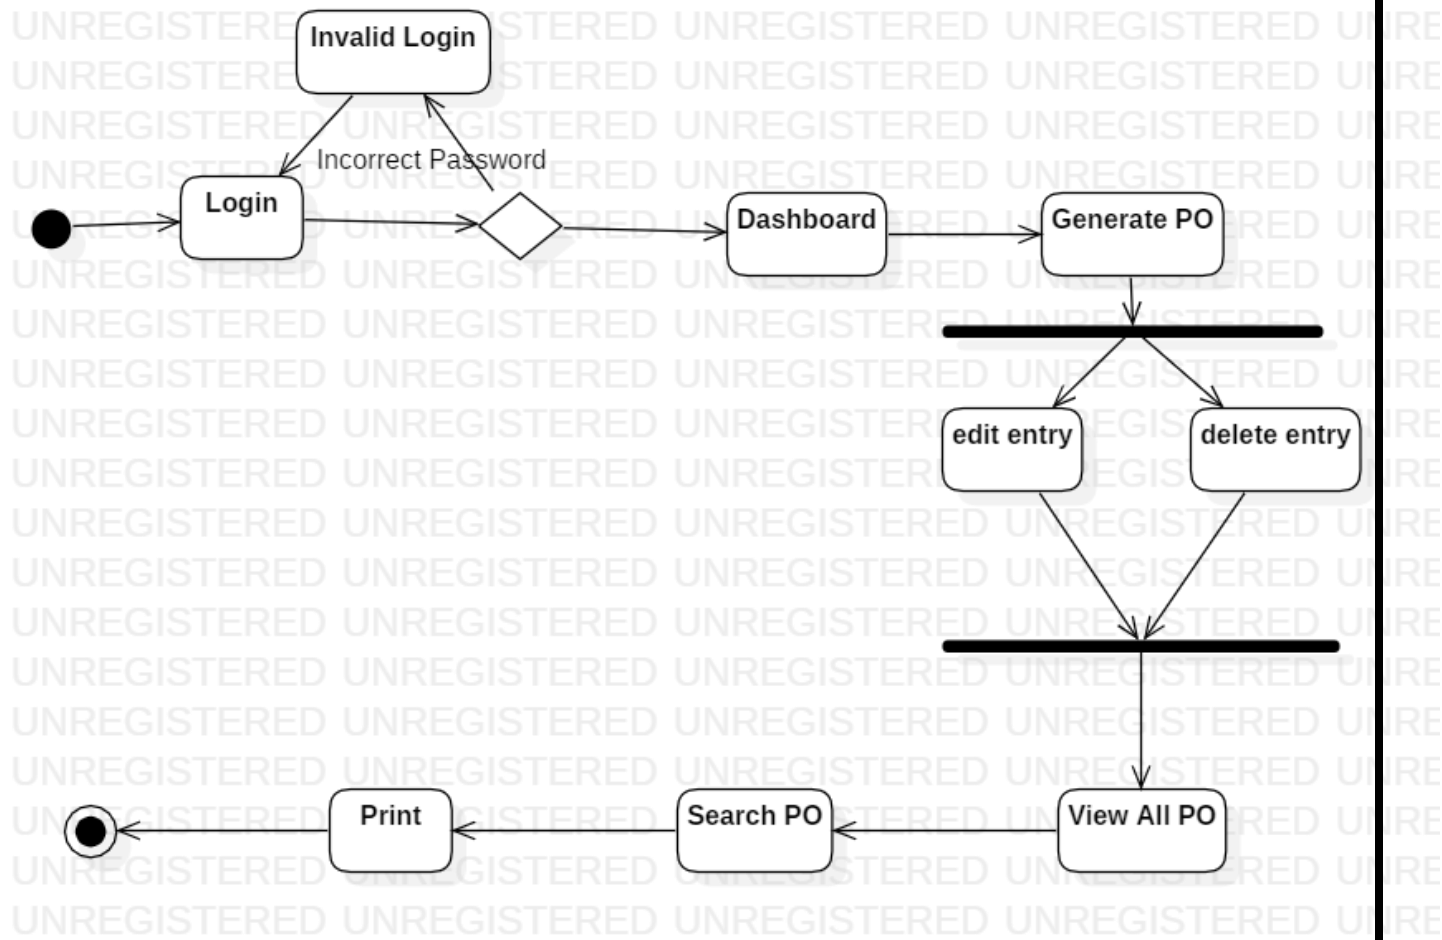 Invalid Login
Incorrect Password
Login
Dashboard
Generate PO
edit entry
delete entry
Print
Search PO
View All PO
UNREGISTERED UNREGISTERED UNREGISTERED UNREGISTERED UNRE